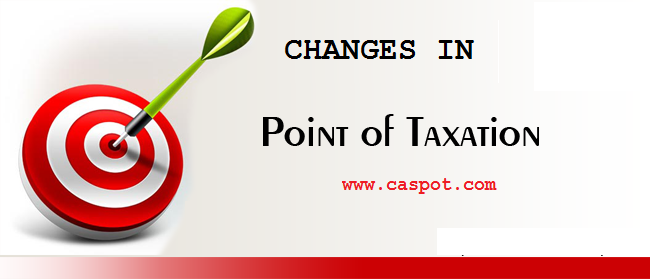 CHANGES IN
Point of Taxation
www.caspot.com